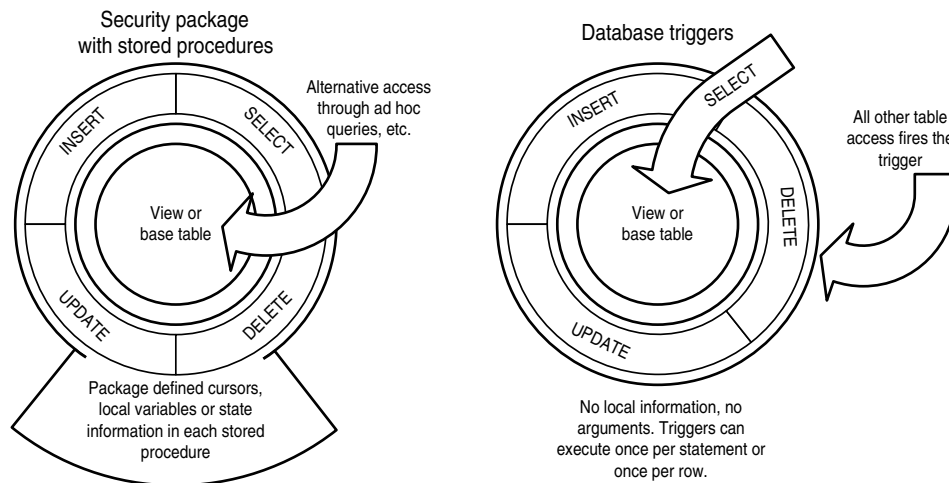 Security package
with stored procedures
INSERT
SELECT
Alternative access
through ad hoc
queries, etc.
View or
base table
UPDATE
DELETE
Package defined cursors,
local variables or state
information in each stored
procedure
Database triggers
INSERT
SELECT
All other table
access fires the
trigger
View or
base table
DELETE
UPDATE
No local information, no
arguments. Triggers can
execute once per statement or
once per row.